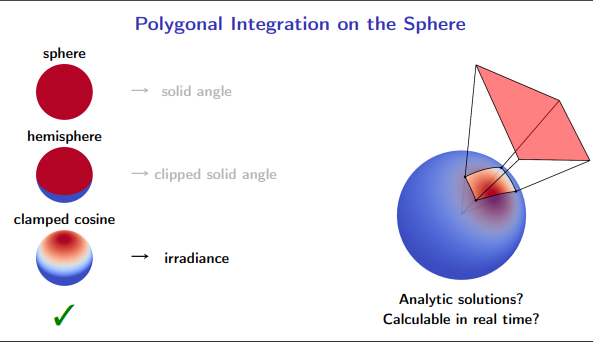 Polygonal Integration on the Sphere
sphere
→ solid angle
hemisphere
→ clipped solid angle
clamped cosine
→ irradiance
✓
Analytic solutions?
Calculable in real time?